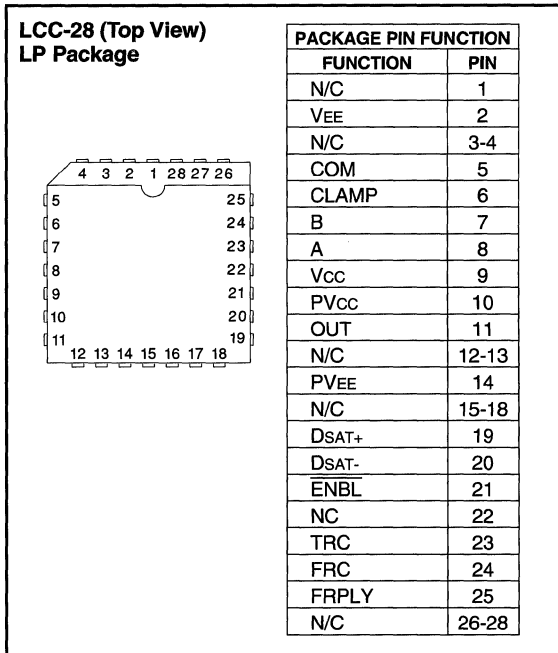 LCC-28 (Top View)
LP Package
4 3 2 1 28 27 26
5 25
6 24
7 23
8 22
9 21
10 20
11 19
12 13 14 15 16 17 18
PACKAGE PIN FUNCTION
FUNCTION PIN
N/C 1
VEE 2
N/C 3-4
COM 5
CLAMP 6
B 7
A 8
VCC 9
PVCC 10
OUT 11
N/C 12-13
PVEE 14
N/C 15-18
DSAT+ 19
DSAT- 20
ENBL 21
NC 22
TRC 23
FRC 24
FRPLY 25
N/C 26-28